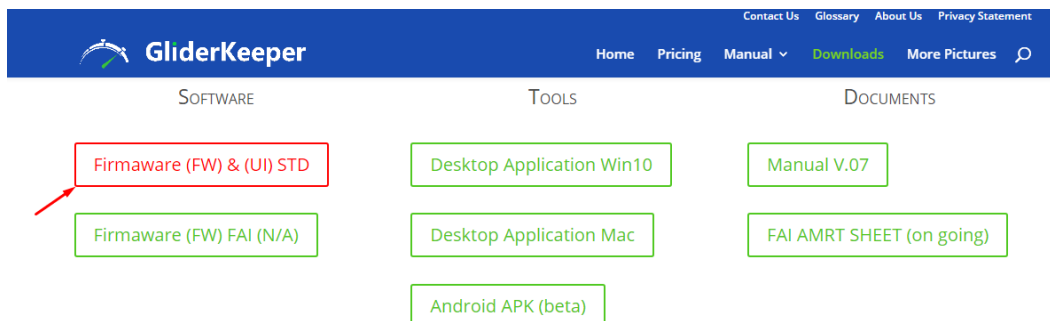 Contact Us Glossary About Us Privacy Statement
GliderKeeper
Home Pricing Manual Downloads More Pictures
Software Tools Documents
Firmaware (FW) & (UI) STD Desktop Application Win10 Manual V.07
Firmaware (FW) FAI (N/A) Desktop Application Mac FAI AMRT SHEET (on going)
Android APK (beta)